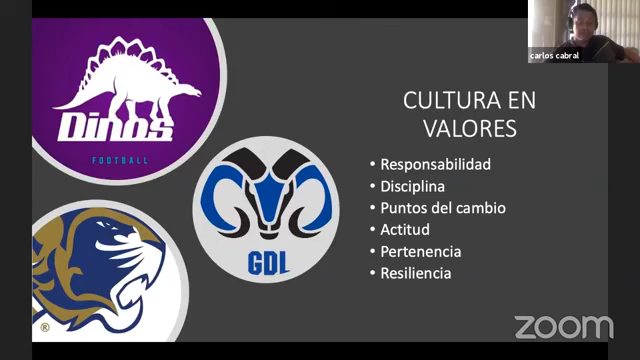 carlos cabral
Dinos
FOOTBALL
CULTURA EN
VALORES
• Responsabilidad
• Disciplina
• Puntos del cambio
• Actitud
• Pertenencia
• Resiliencia
GDL
®
zoom